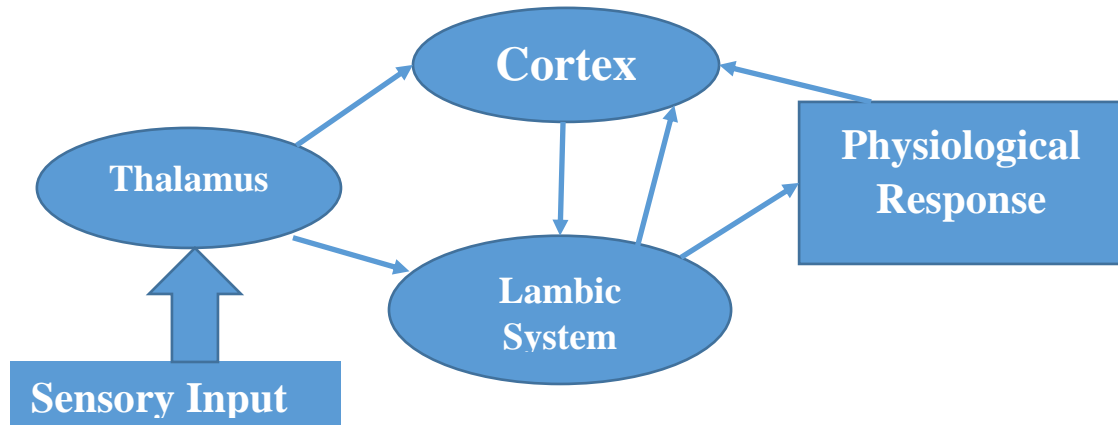 Cortex
Physiological
Response
Thalamus
Lambic
System
Sensory Input